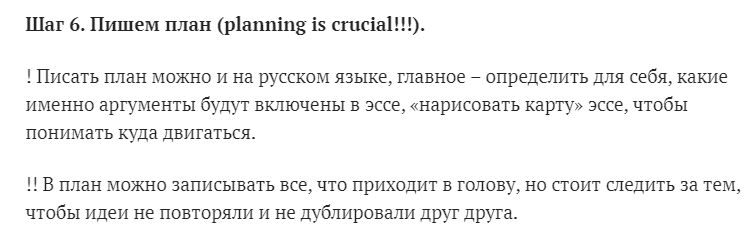 Шаг 6. Пишем план (planning is crucial!!!).
! Писать план можно и на русском языке, главное – определить для себя, какие
именно аргументы будут включены в эссе, «нарисовать карту» эссе, чтобы
понимать куда двигаться.
!! В план можно записывать все, что приходит в голову, но стоит следить за тем,
чтобы идеи не повторяли и не дублировали друг друга.